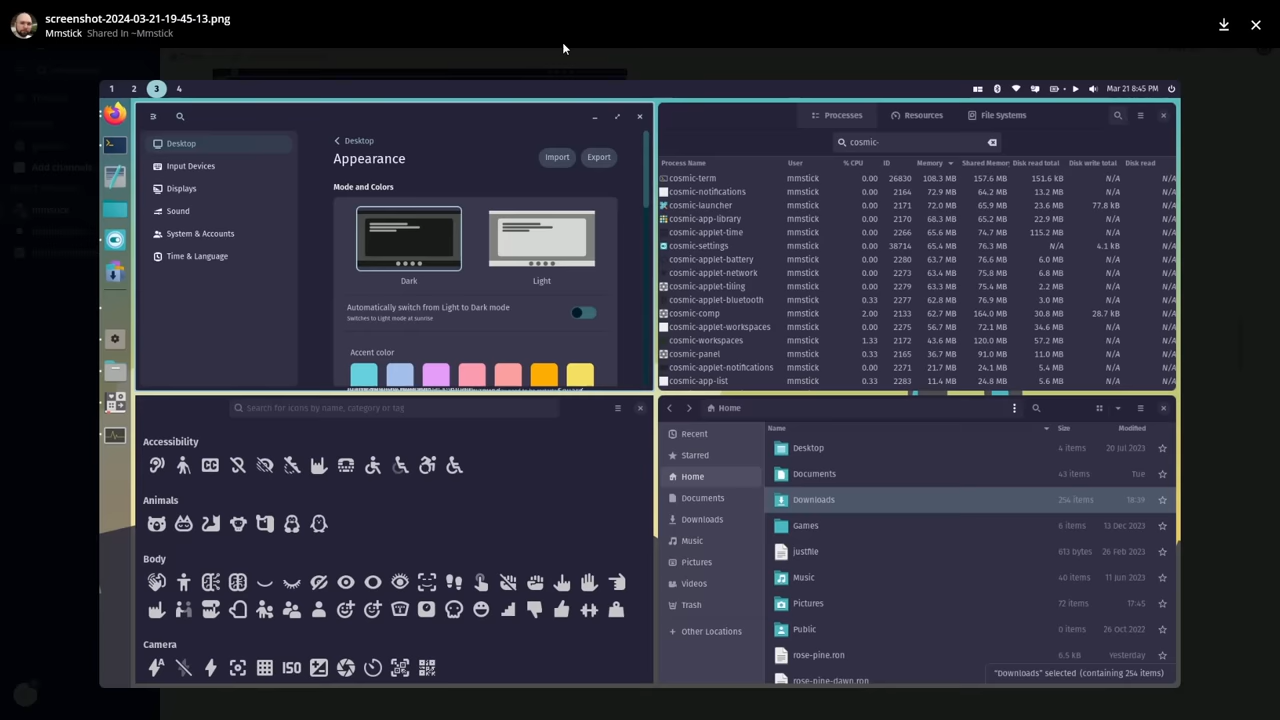 screenshot-2024-03-21-19-45-13.png
Mmstick Shared In ~Mmstick
1 2 3 4
Mar 21 8:45 PM
Desktop
Input Devices
Displays
Sound
System & Accounts
Time & Language
Desktop
Appearance
Import Export
Mode and Colors
Dark Light
Automatically switch from Light to Dark mode
Switches to Light mode at sunrise
Accent color
Processes Resources File Systems
cosmic-
Process Name User % CPU ID Memory Shared Memor Disk read total Disk write total Disk read
cosmic-term mmstick 0.00 26830 108.3 MB 157.6 MB 151.6 kB N/A N/A
cosmic-notifications mmstick 0.00 2164 72.9 MB 64.2 MB 13.2 MB N/A N/A
cosmic-launcher mmstick 0.00 2171 72.0 MB 65.9 MB 23.6 MB 77.8 kB N/A
cosmic-app-library mmstick 0.00 2170 68.3 MB 65.2 MB 22.9 MB N/A N/A
cosmic-applet-time mmstick 0.00 2266 65.6 MB 74.7 MB 115.2 MB N/A N/A
cosmic-settings mmstick 0.00 38714 65.4 MB 76.3 MB N/A 4.1 kB N/A
cosmic-applet-battery mmstick 0.00 2280 63.7 MB 76.6 MB 6.0 MB N/A N/A
cosmic-applet-network mmstick 0.00 2273 63.4 MB 75.8 MB 6.8 MB N/A N/A
cosmic-applet-tiling mmstick 0.00 2279 63.3 MB 75.4 MB 2.2 MB N/A N/A
cosmic-applet-bluetooth mmstick 0.33 2277 62.8 MB 76.9 MB 3.0 MB N/A N/A
cosmic-comp mmstick 2.00 2133 62.7 MB 164.0 MB 30.8 MB 28.7 kB N/A
cosmic-applet-workspaces mmstick 0.00 2275 56.7 MB 72.1 MB 34.6 MB N/A N/A
cosmic-workspaces mmstick 1.33 2172 43.6 MB 120.0 MB 57.2 MB N/A N/A
cosmic-panel mmstick 0.33 2165 36.7 MB 91.0 MB 11.0 MB N/A N/A
cosmic-applet-notifications mmstick 0.00 2271 21.7 MB 24.1 MB 5.4 MB N/A N/A
cosmic-app-list mmstick 0.33 2283 11.4 MB 24.8 MB 5.6 MB N/A N/A
Search for icons by name, category or tag
Accessibility
CC
Animals
Body
Camera
ISO
Home
Recent
Starred
Home
Documents
Downloads
Music
Pictures
Videos
Trash
Other Locations
Name Size Modified
Desktop 4 items 20 Jul 2023
Documents 43 items Tue
Downloads 254 items 18:39
Games 6 items 13 Dec 2023
justfile 613 bytes 26 Feb 2023
Music 40 items 11 Jun 2023
Pictures 72 items 17:45
Public 0 items 26 Oct 2022
rose-pine.ron 6.5 kB Yesterday
rose-pine-dawn.ron
"Downloads" selected (containing 254 items)